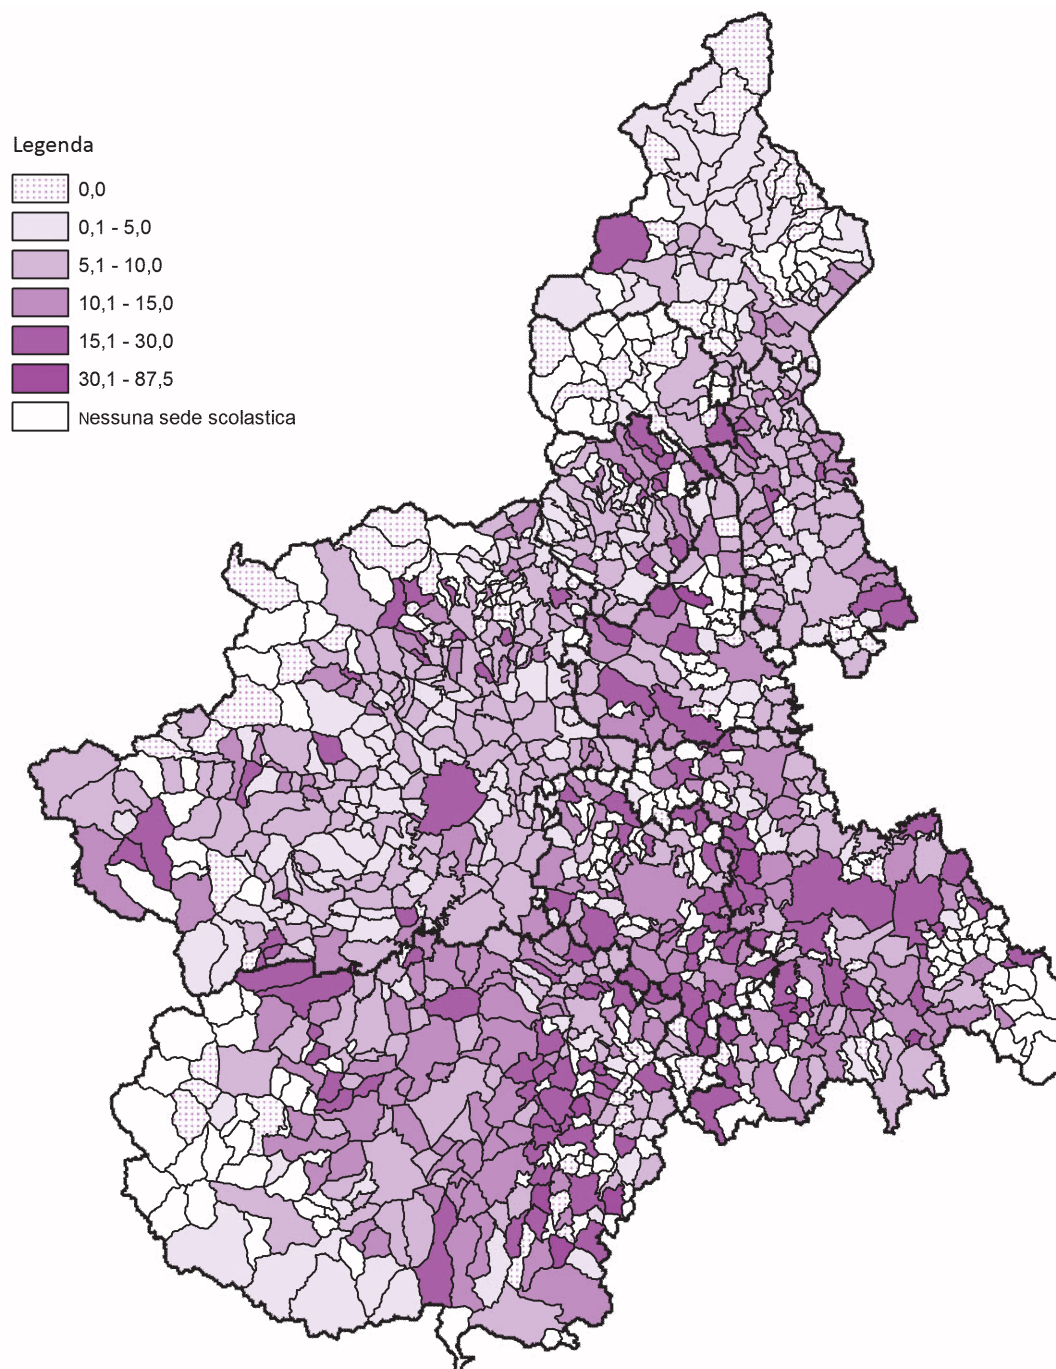 Legenda
0,0
0,1 - 5,0
5,1 - 10,0
10,1 - 15,0
15,1 - 30,0
30,1 - 87,5
Nessuna sede scolastica